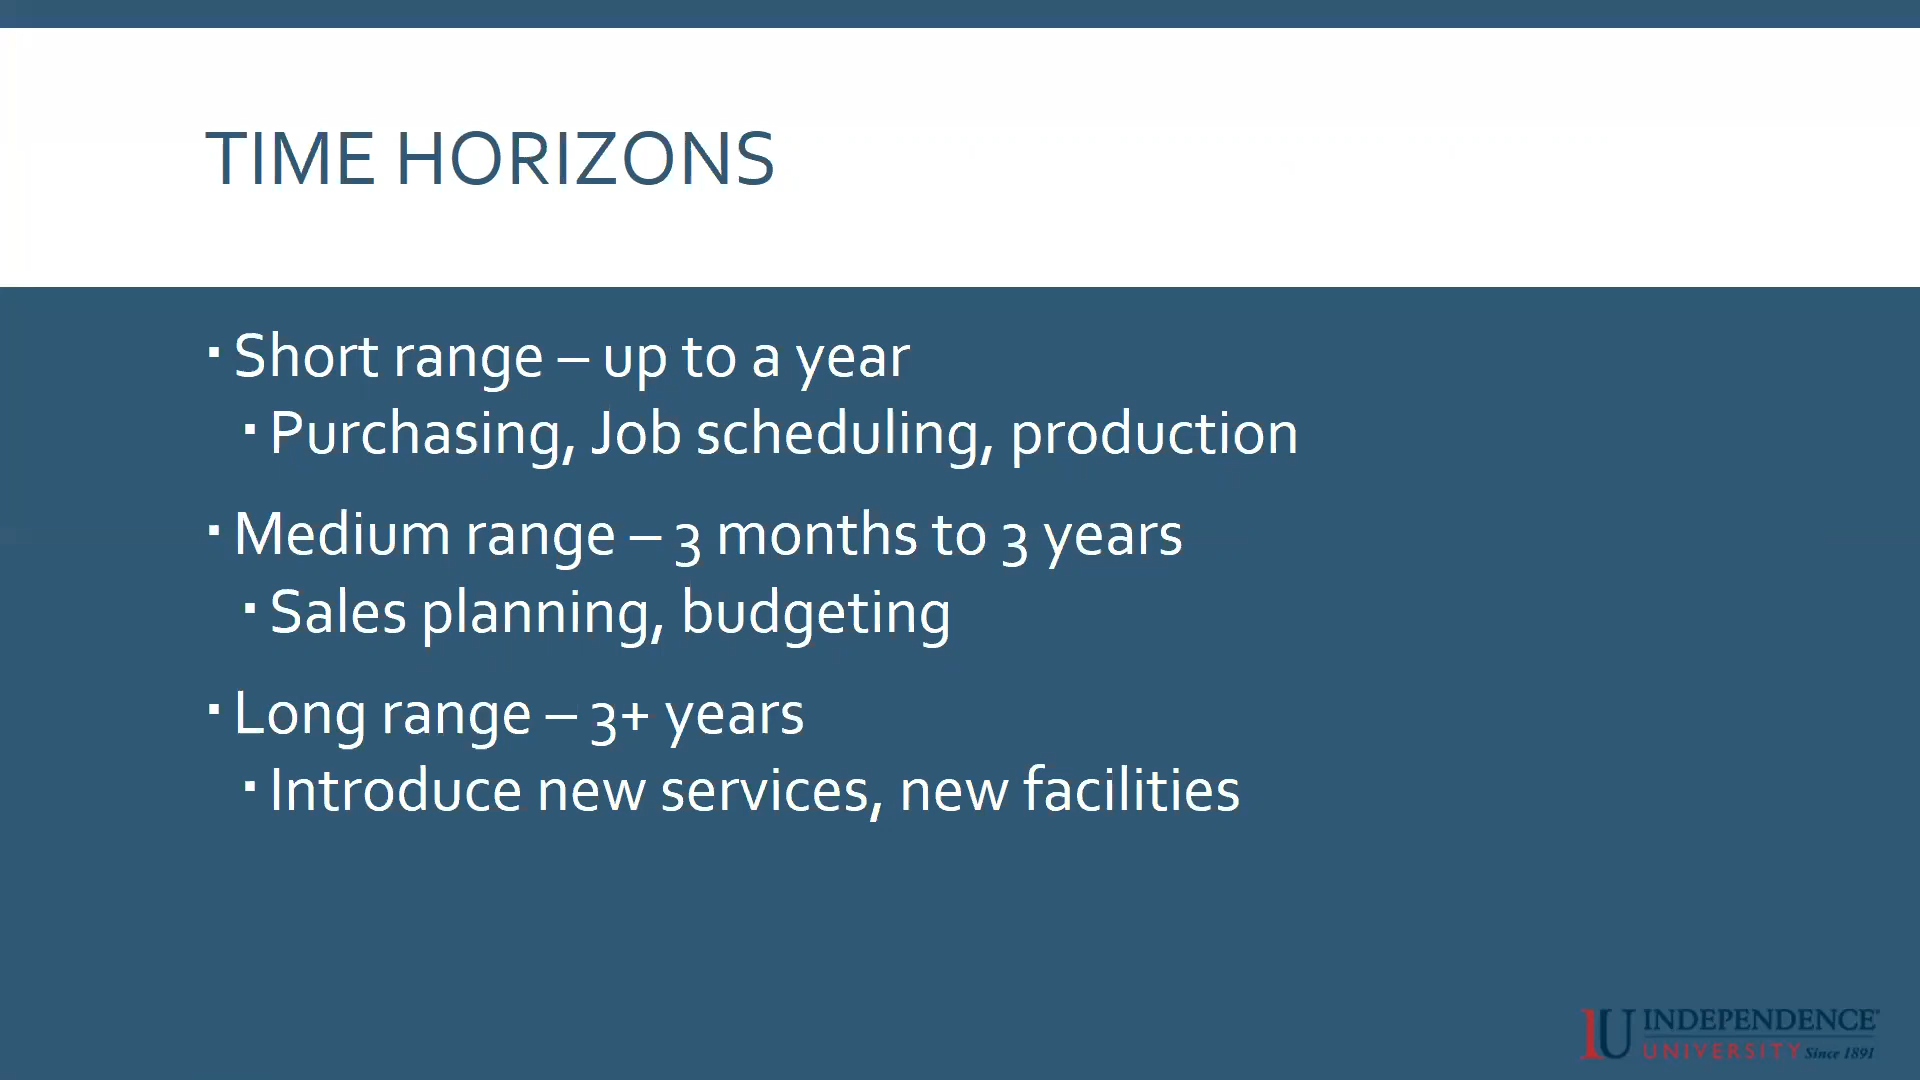 TIME HORIZONS
▪ Short range – up to a year
▪ Purchasing, Job scheduling, production
▪ Medium range – 3 months to 3 years
▪ Sales planning, budgeting
▪ Long range – 3+ years
▪ Introduce new services, new facilities
IU INDEPENDENCE®
UNIVERSITY Since 1891